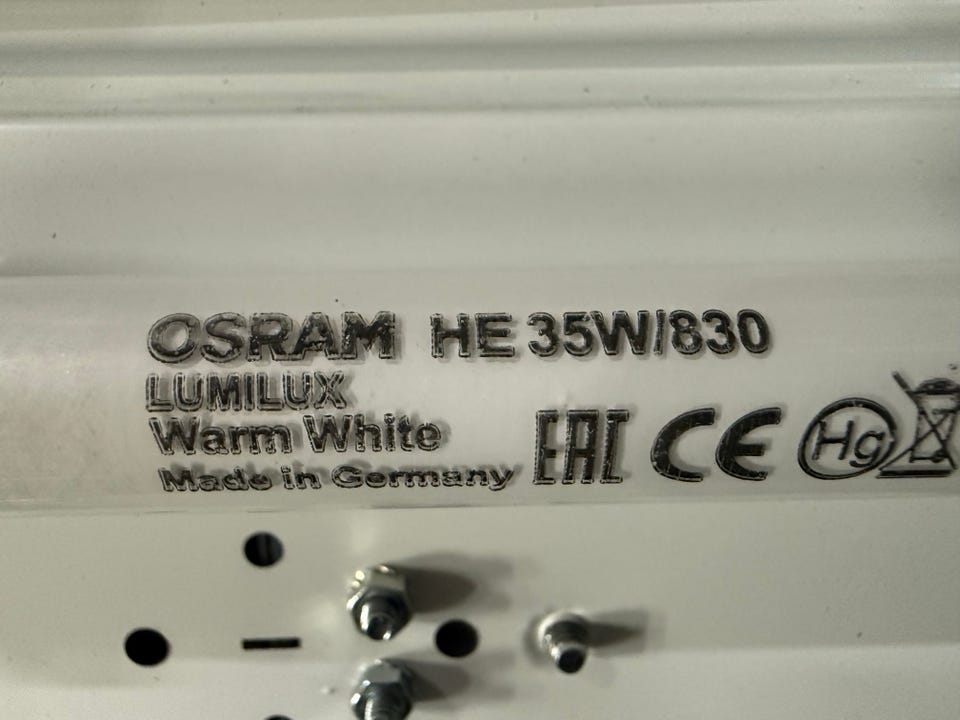 OSRAM HE 35W/830
LUMILUX
Warm White
Made in Germany EAC CE Hg